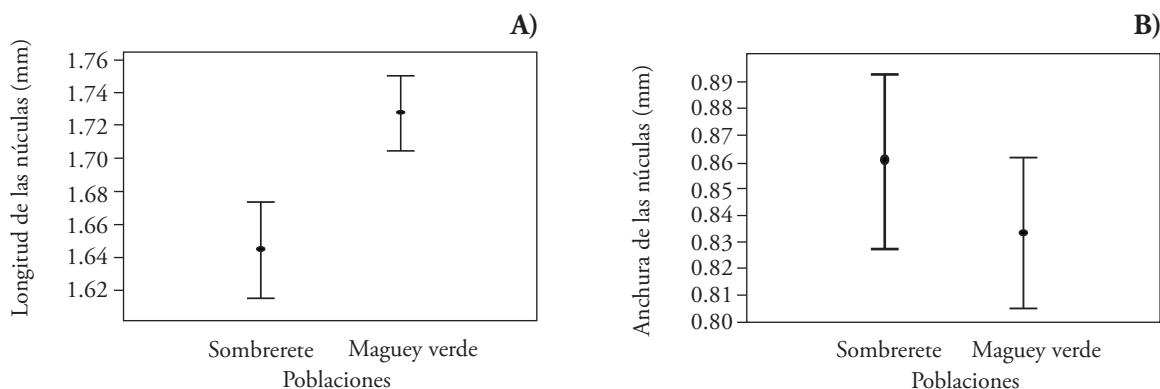 A)
Longitud de las núculas (mm)
1.76
1.74
1.72
1.70
1.68
1.66
1.64
1.62
Sombrerete Maguey verde
Poblaciones
B)
Anchura de las núculas (mm)
0.89
0.88
0.87
0.86
0.85
0.84
0.83
0.82
0.81
0.80
Sombrerete Maguey verde
Poblaciones